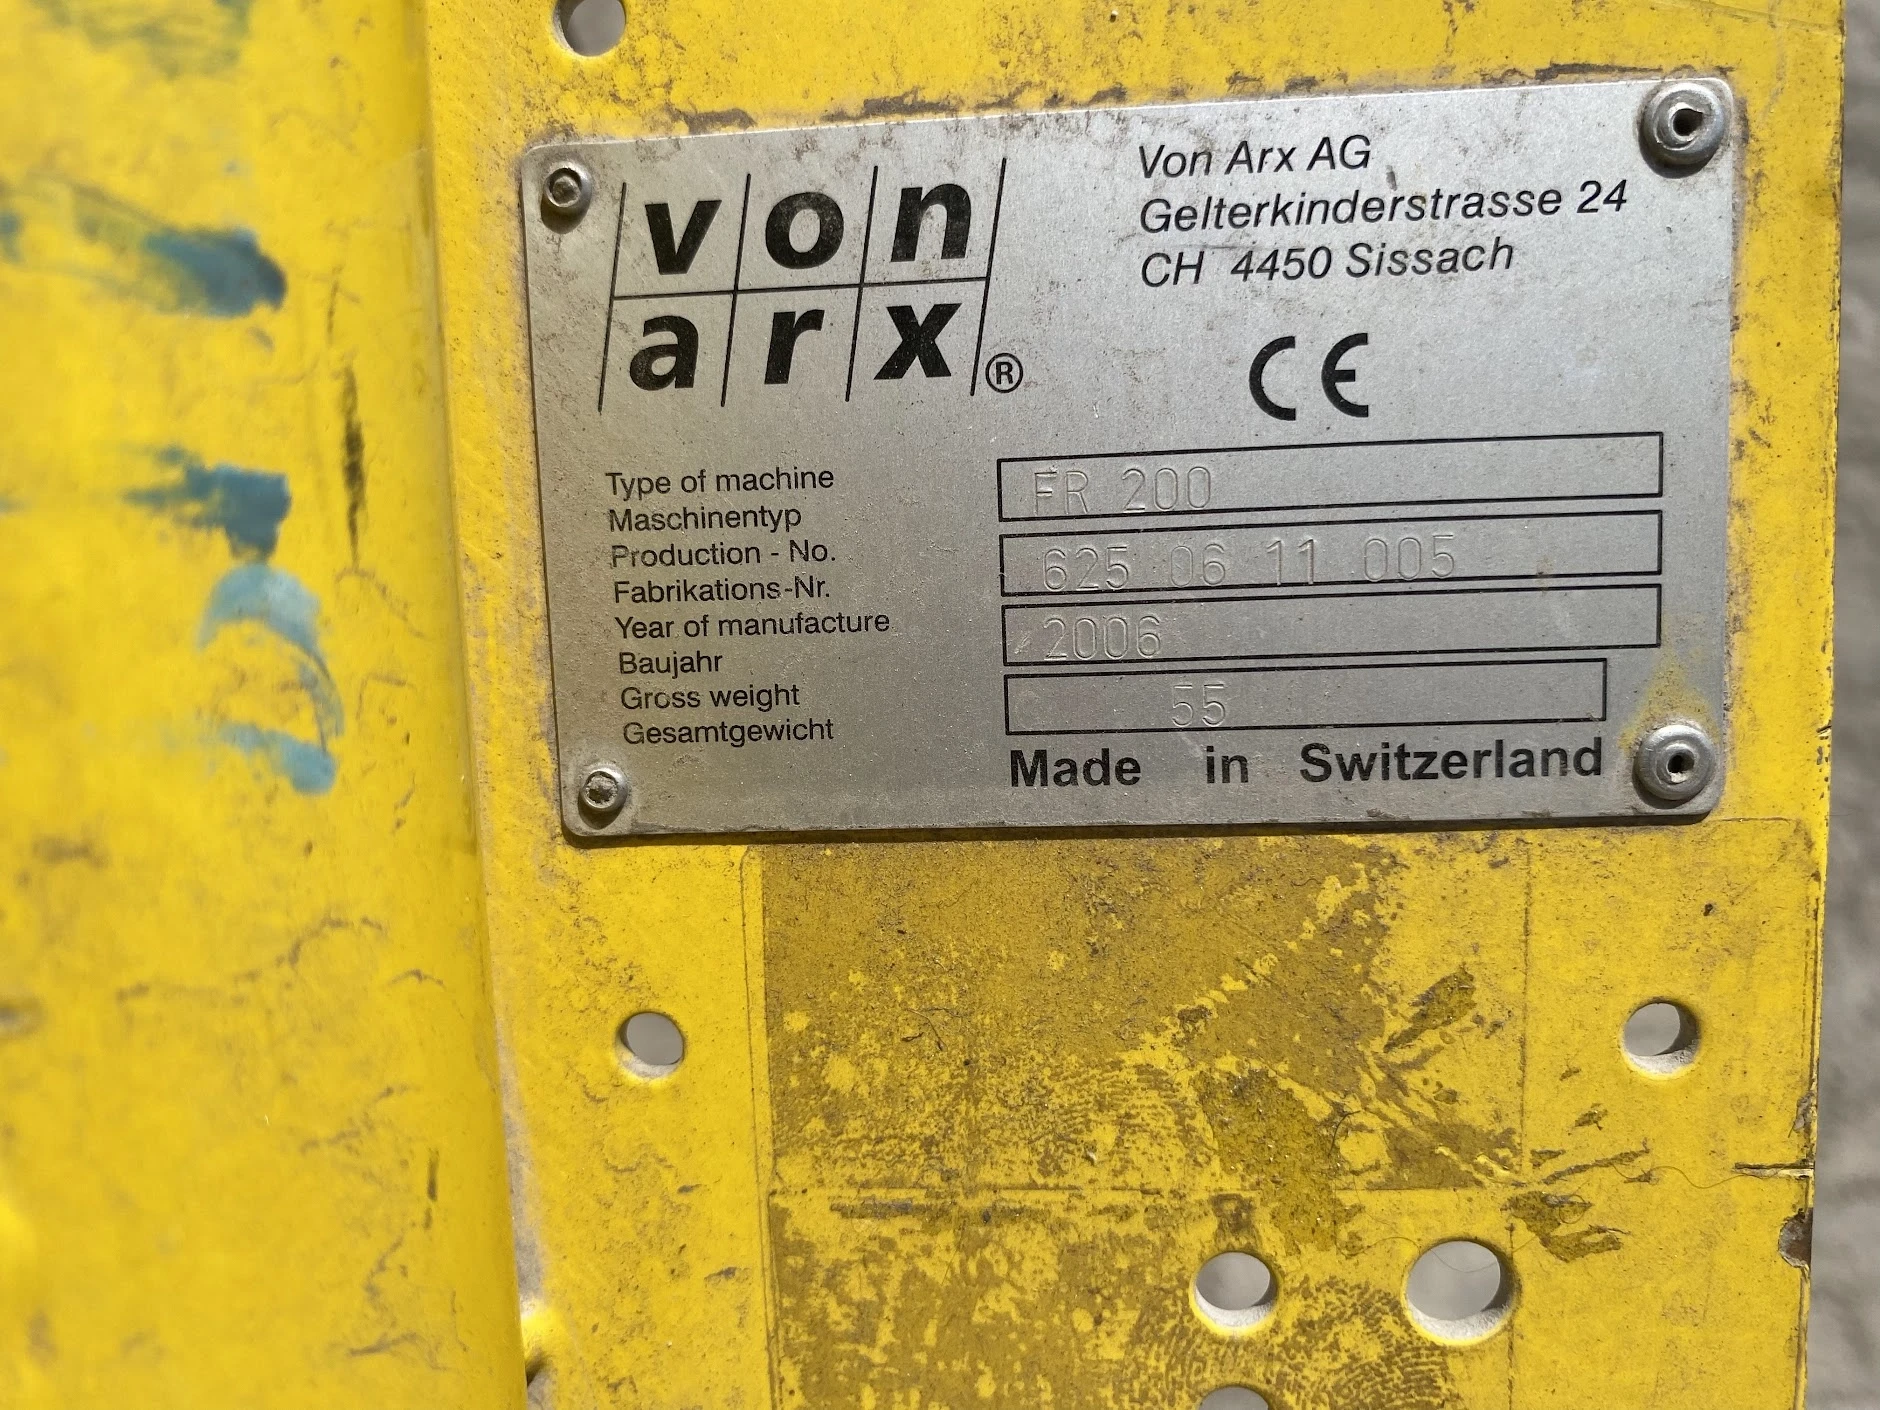 von
arx®
Von Arx AG
Gelterkinderstrasse 24
CH 4450 Sissach
CE
Type of machine
Maschinentyp
FR 200
Production - No.
Fabrikations-Nr.
625 06 11 005
Year of manufacture
Baujahr
2006
Gross weight
Gesamtgewicht
55
Made in Switzerland